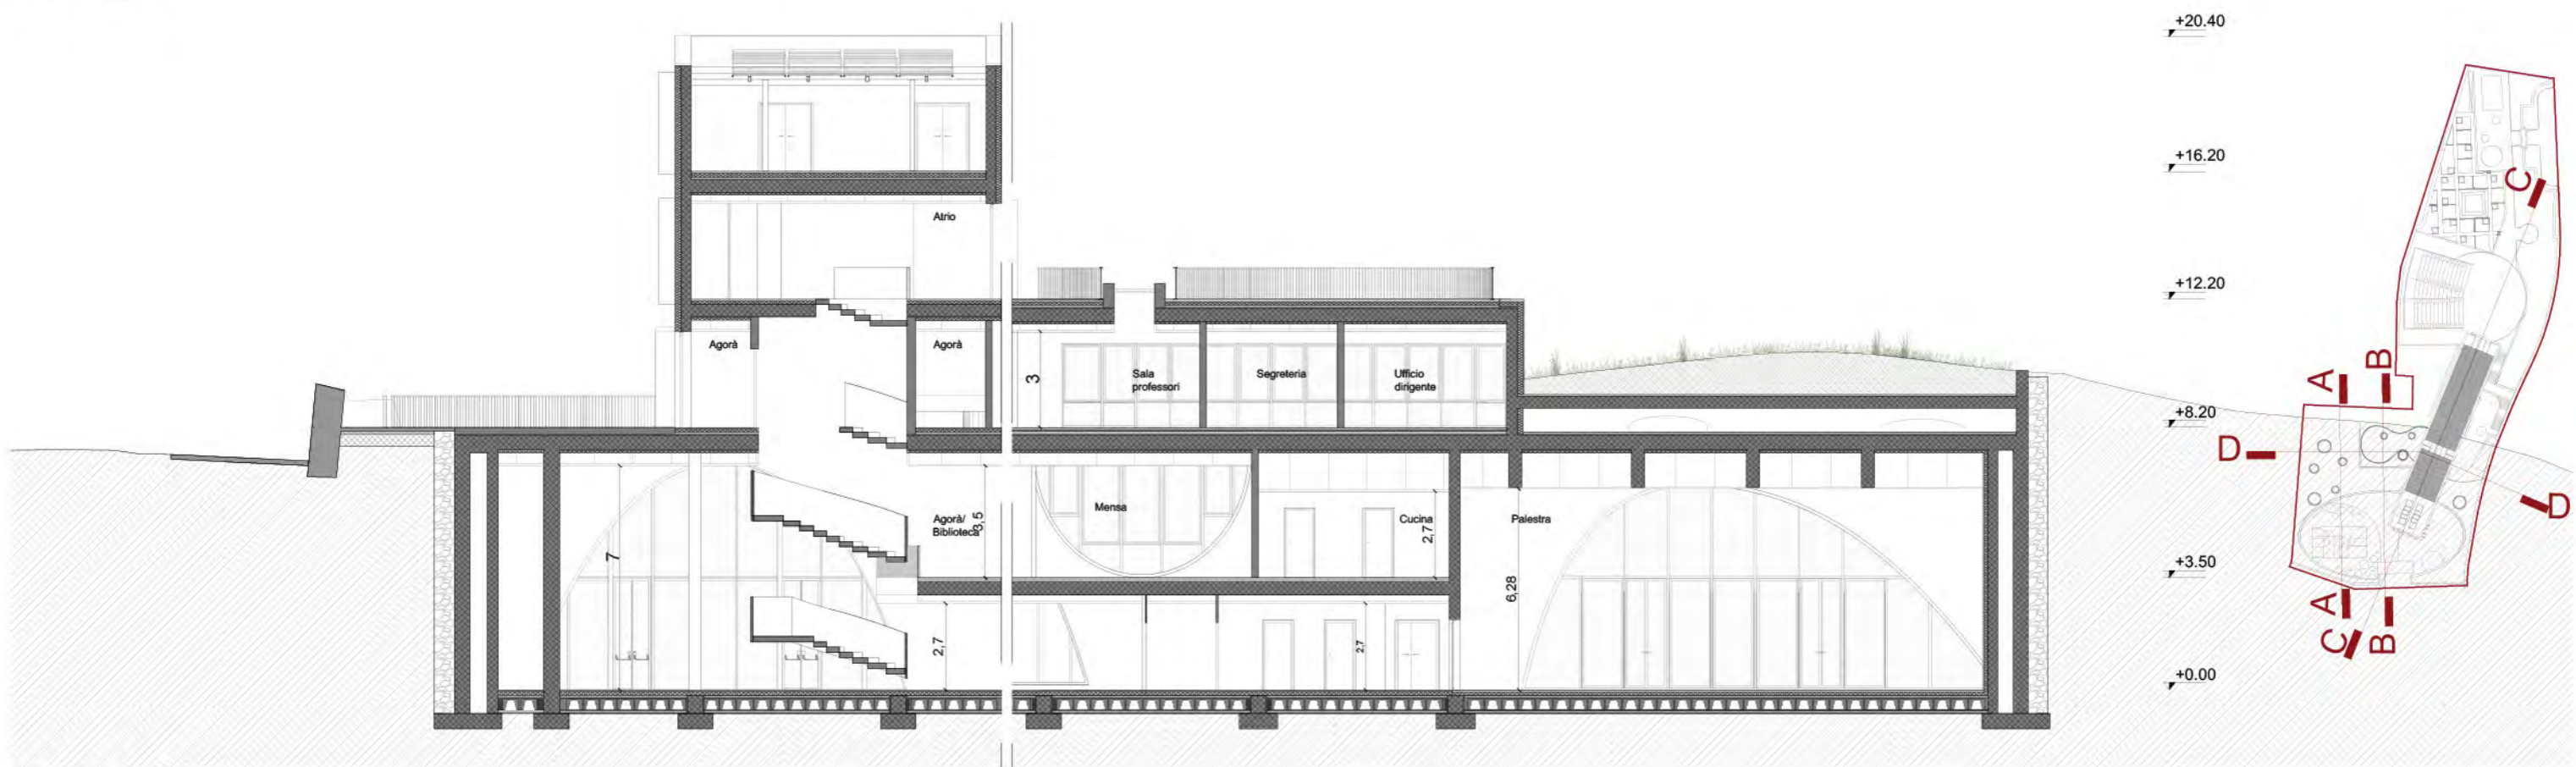 +20.40
+16.20
Atrio
+12.20
Agorà
Agorà
3
Sala
professori
Segreteria
Ufficio
dirigente
+8.20
7
Agorà/
Biblioteca
3,5
Mensa
Cucina
2,7
Palestra
6,28
+3.50
2,7
2,7
+0.00
C
A
B
D
D
A
C
B